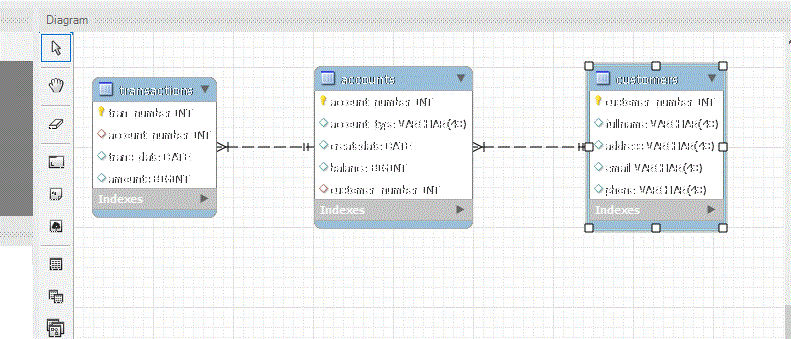 Diagram
transactions
tran_number INT
account_number INT
trans_date DATE
amounts BIGINT
Indexes
accounts
account_number INT
account_type VARCHAR(45)
createdate DATE
balance BIGINT
customer_number INT
Indexes
customers
customer_number INT
fullname VARCHAR(45)
address VARCHAR(45)
email VARCHAR(45)
phone VARCHAR(45)
Indexes